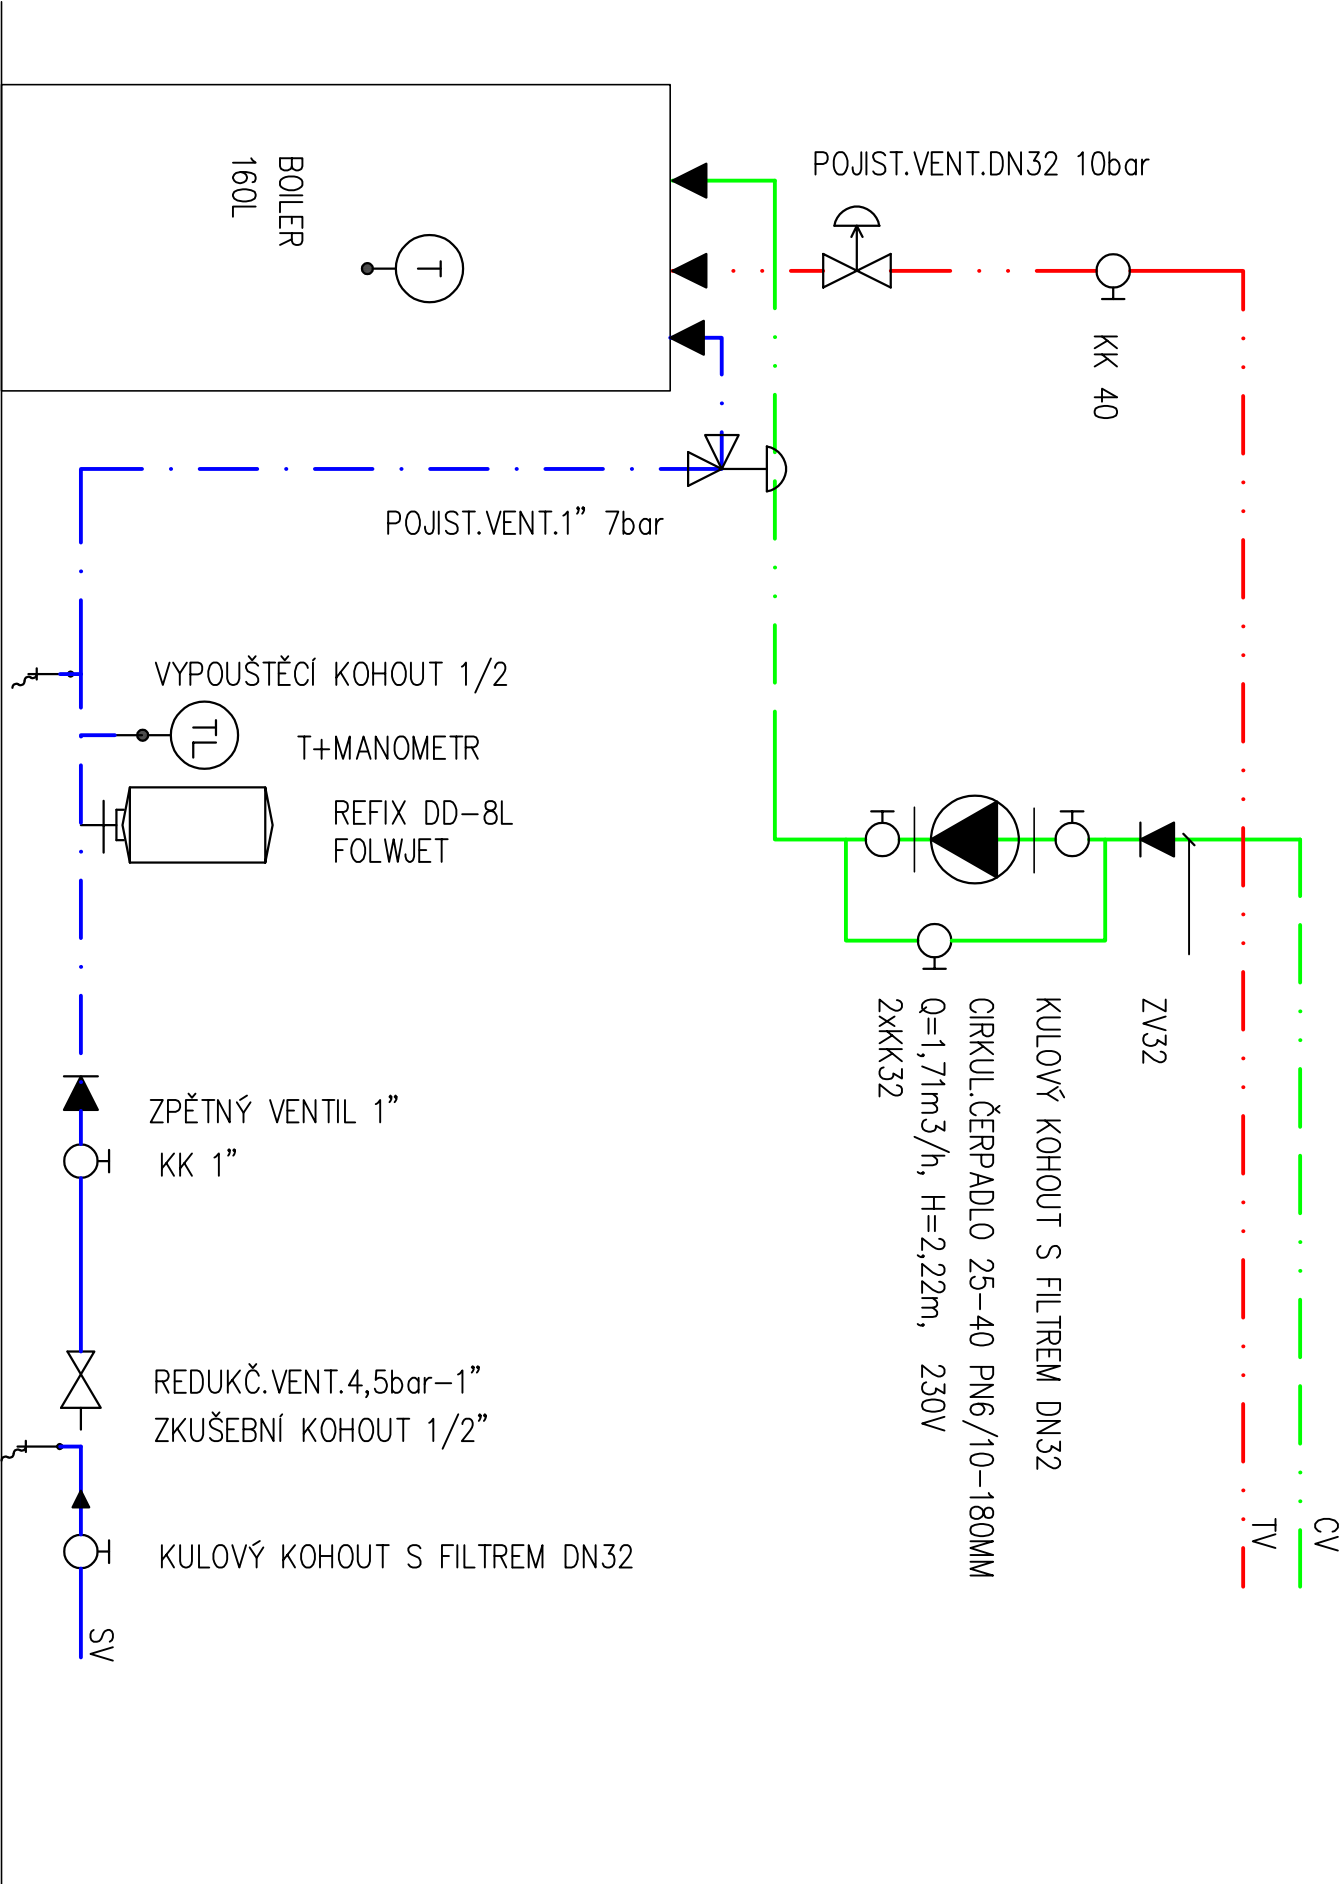 POJIST.VENT.DN32 10bar
BOILER
160L
T
KK 40
POJIST.VENT.1” 7bar
VYPOUŠTĚCÍ KOHOUT 1/2
TL
T+MANOMETR
REFIX DD-8L
FOLWJET
ZV32
KULOVÝ KOHOUT S FILTREM DN32
CIRKUL.ČERPADLO 25-40 PN6/10-180MM
Q=1,71m3/h, H=2,22m, 230V
2xKK32
ZPĚTNÝ VENTIL 1”
KK 1”
REDUKČ.VENT.4,5bar-1”
ZKUŠEBNÍ KOHOUT 1/2”
KULOVÝ KOHOUT S FILTREM DN32
CV
TV
SV